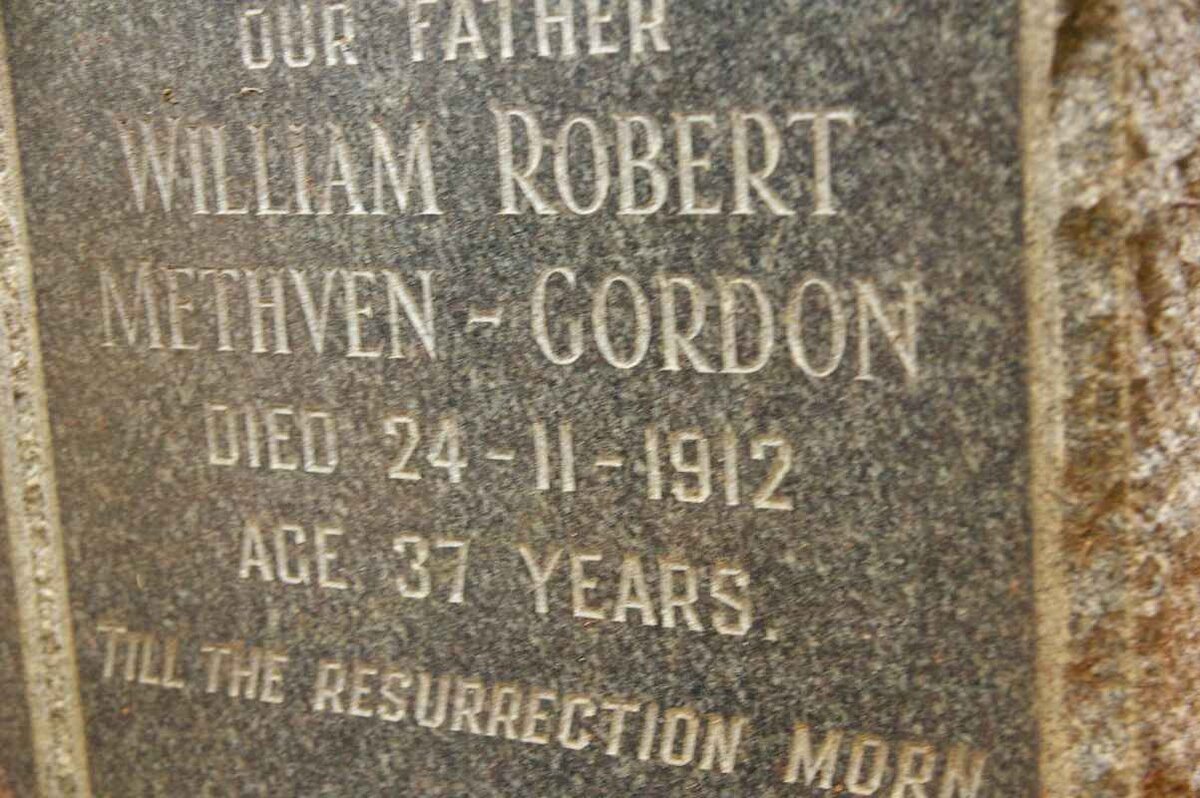 OUR FATHER
WILLIAM ROBERT
METHVEN - GORDON
DIED 24-11-1912
AGE 37 YEARS.
TILL THE RESURRECTION MORN